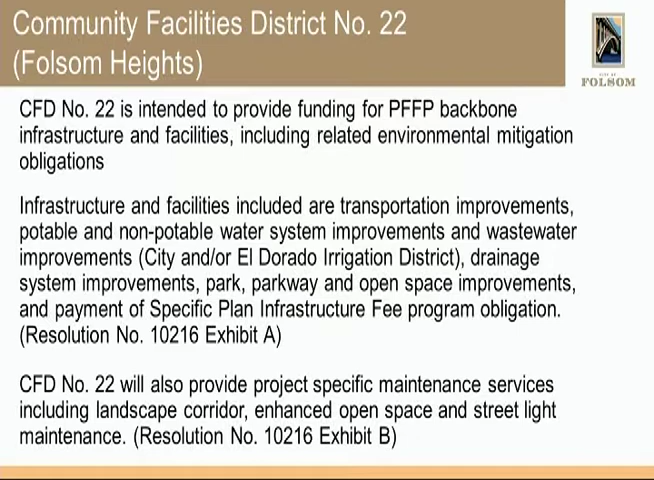 Community Facilities District No. 22
(Folsom Heights)
CITY OF
FOLSOM
CFD No. 22 is intended to provide funding for PFFP backbone
infrastructure and facilities, including related environmental mitigation
obligations
Infrastructure and facilities included are transportation improvements,
potable and non-potable water system improvements and wastewater
improvements (City and/or El Dorado Irrigation District), drainage
system improvements, park, parkway and open space improvements,
and payment of Specific Plan Infrastructure Fee program obligation.
(Resolution No. 10216 Exhibit A)
CFD No. 22 will also provide project specific maintenance services
including landscape corridor, enhanced open space and street light
maintenance. (Resolution No. 10216 Exhibit B)